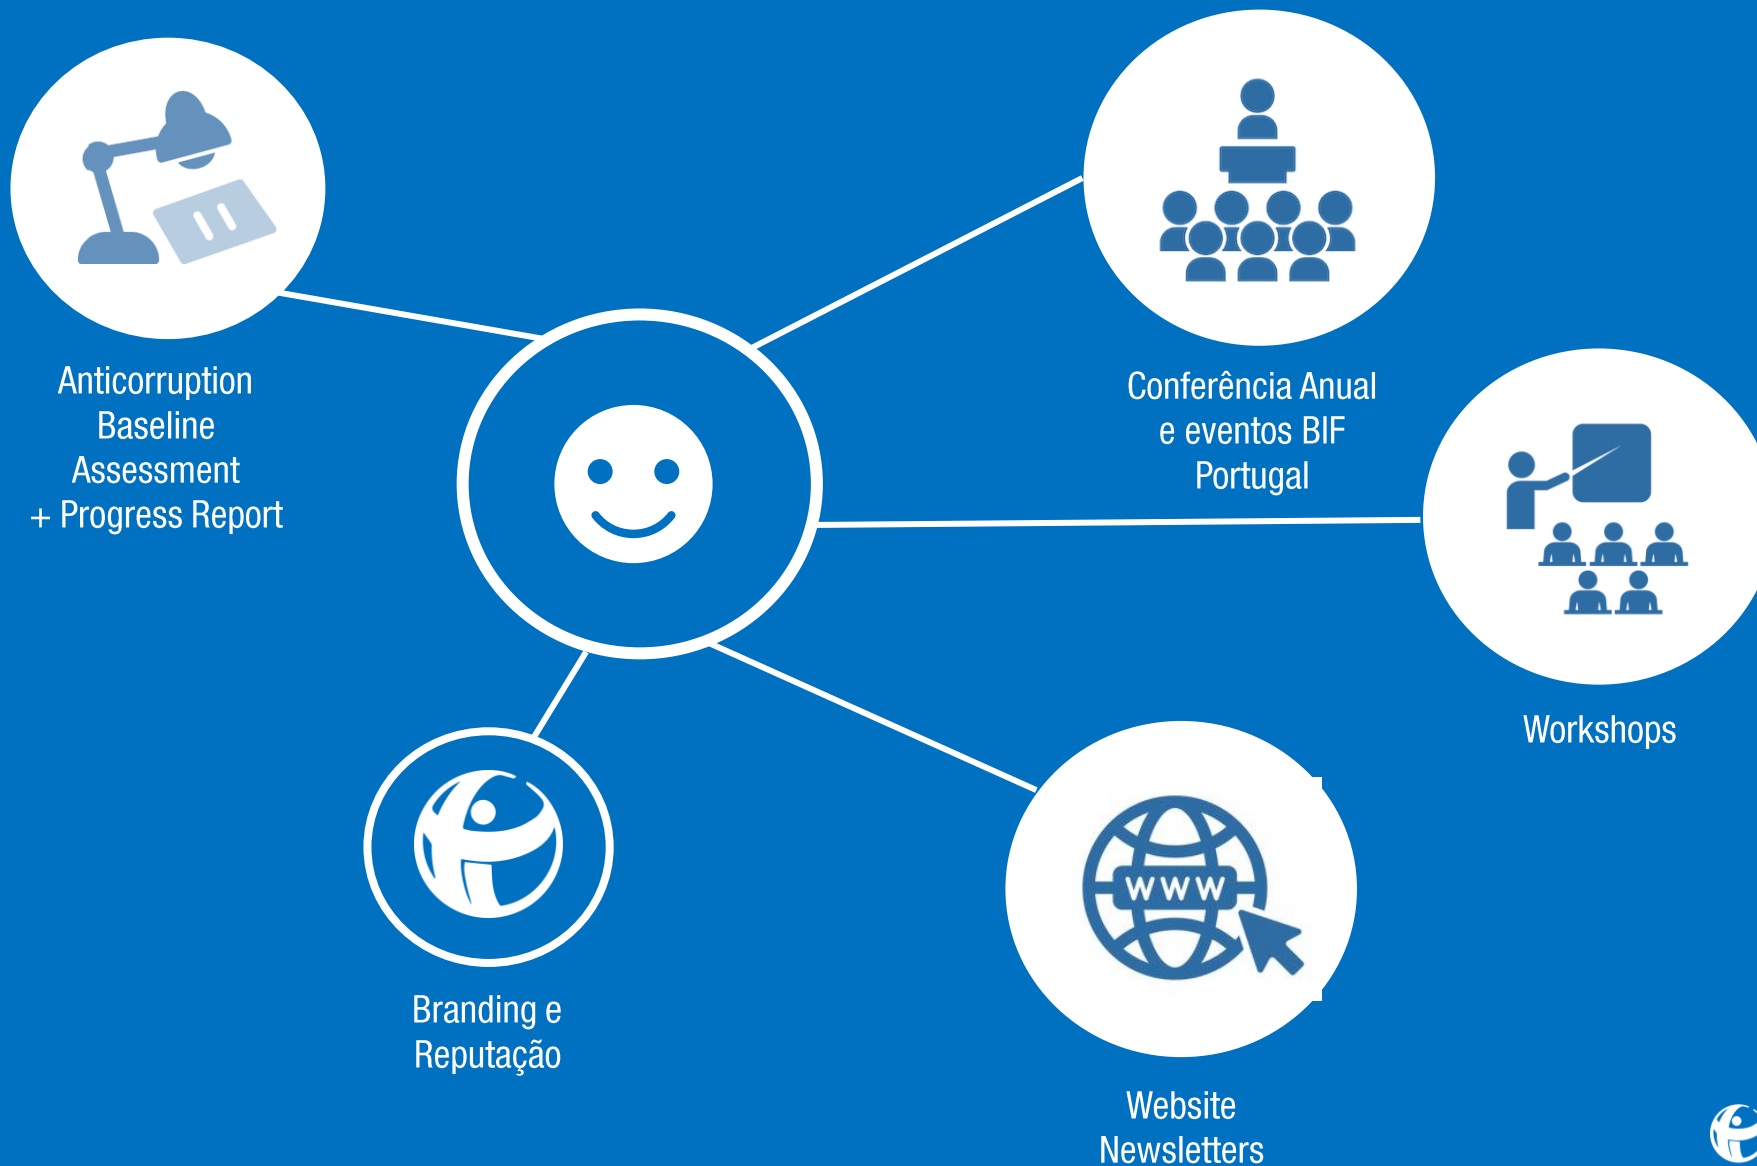 Anticorruption
Baseline
Assessment
+ Progress Report
Conferência Anual
e eventos BIF
Portugal
Workshops
Branding e
Reputação
WWW
Website
Newsletters